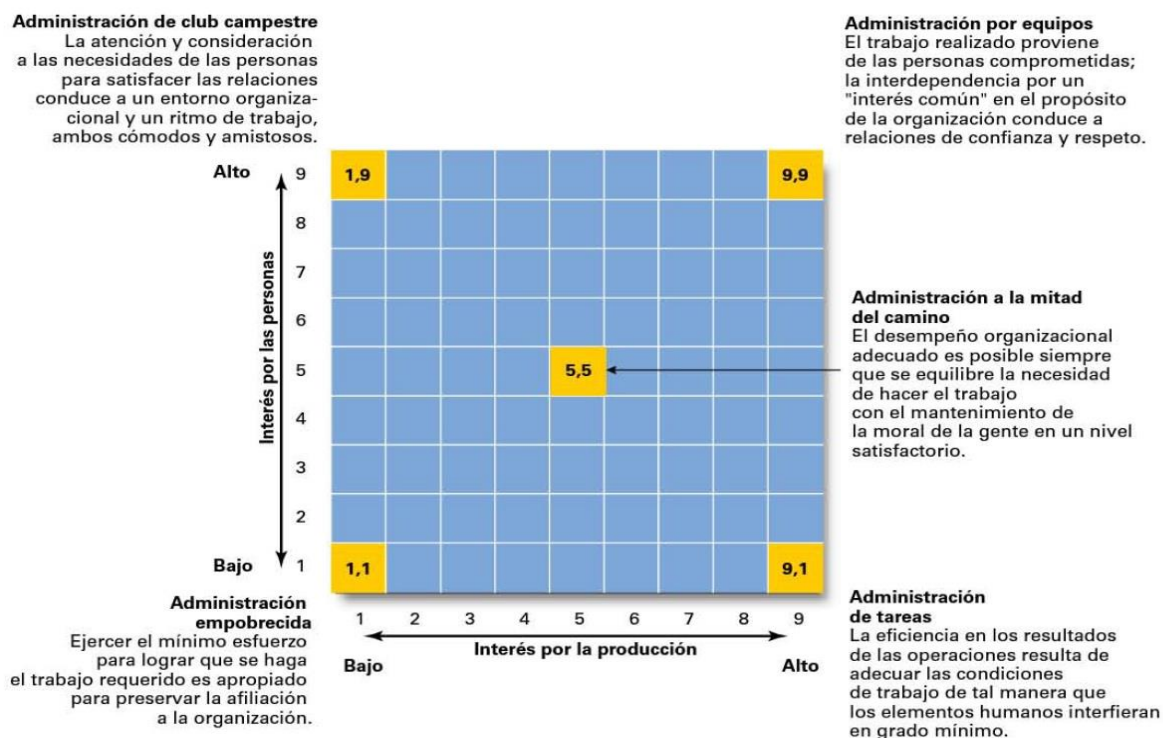 Administración de club campestre
La atención y consideración
a las necesidades de las personas
para satisfacer las relaciones
conduce a un entorno organiza-
cional y un ritmo de trabajo,
ambos cómodos y amistosos.
Administración por equipos
El trabajo realizado proviene
de las personas comprometidas;
la interdependencia por un
"interés común" en el propósito
de la organización conduce a
relaciones de confianza y respeto.
Alto
9
1,9
9,9
8
7
6
5
5,5
4
3
2
Bajo
1
1,1
9,1
Interés por las personas
Administración a la mitad
del camino
El desempeño organizacional
adecuado es posible siempre
que se equilibre la necesidad
de hacer el trabajo
con el mantenimiento de
la moral de la gente en un nivel
satisfactorio.
Administración
empobrecida
Ejercer el mínimo esfuerzo
para lograr que se haga
el trabajo requerido es apropiado
para preservar la afiliación
a la organización.
1 2 3 4 5 6 7 8 9
Interés por la producción
Bajo
Alto
Administración
de tareas
La eficiencia en los resultados
de las operaciones resulta de
adecuar las condiciones
de trabajo de tal manera que
los elementos humanos interfieran
en grado mínimo.